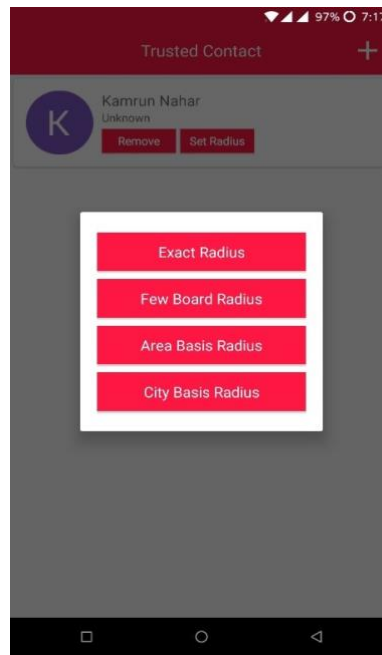 97% 7:17
Trusted Contact
K
Kamrun Nahar
Unknown
Remove Set Radius
Exact Radius
Few Board Radius
Area Basis Radius
City Basis Radius